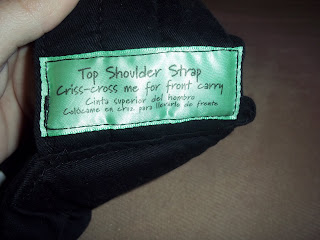 Top Shoulder Strap
Criss-cross me for front carry
Cinta superior del hombro
Colócame en cruz para llevarlo de frente